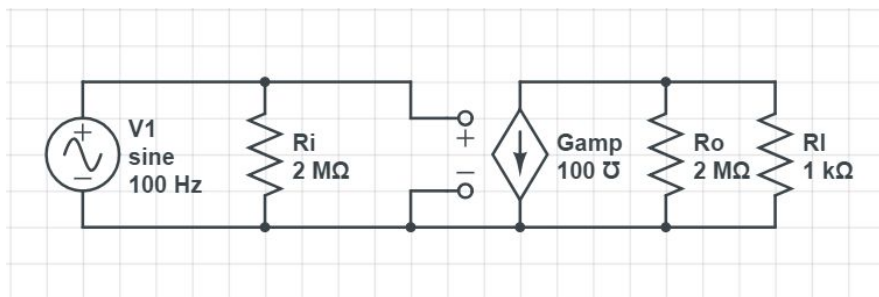 V1
sine
100 Hz
Ri
2 MΩ
Gamp
100 ℧
Ro
2 MΩ
Rl
1 kΩ